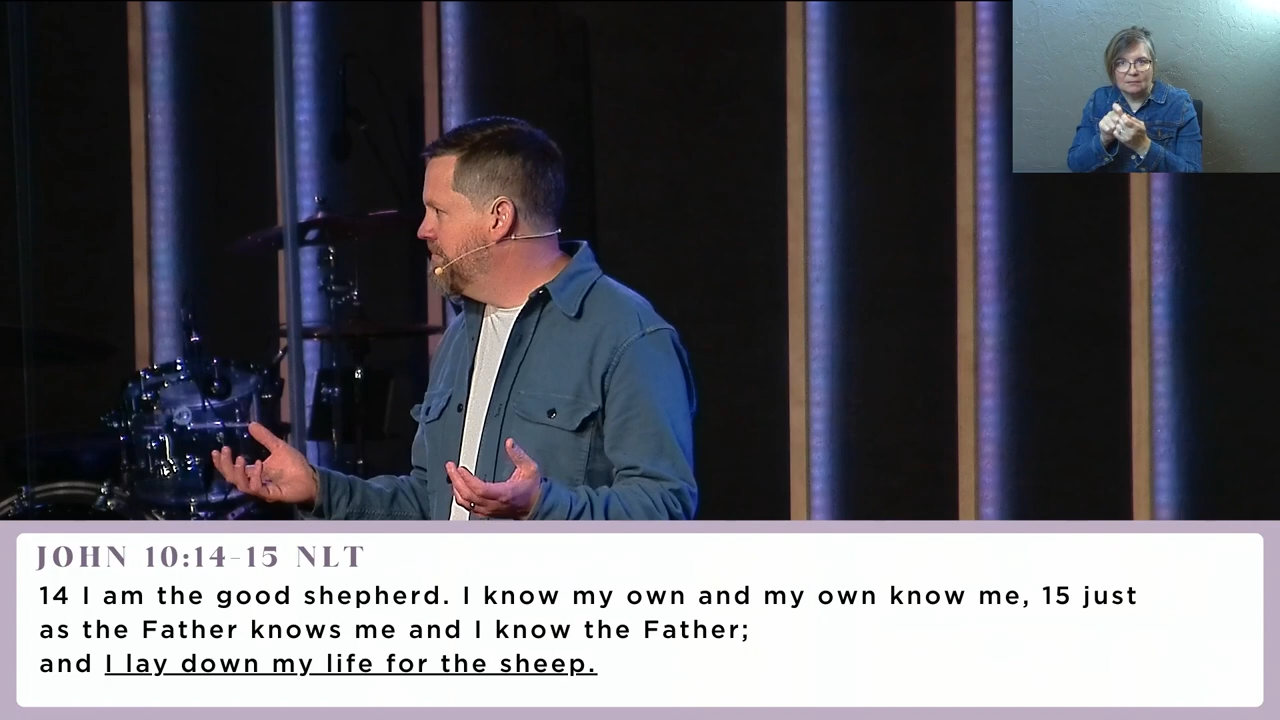 JOHN 10:14-15 NLT
14 I am the good shepherd. I know my own and my own know me, 15 just
as the Father knows me and I know the Father;
and I lay down my life for the sheep.